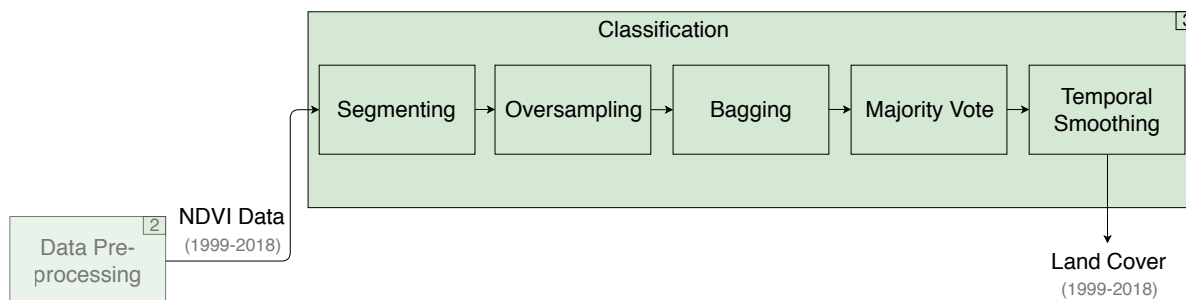 Classification
3
Segmenting
Oversampling
Bagging
Majority Vote
Temporal
Smoothing
2
Data Pre-
processing
NDVI Data
(1999-2018)
Land Cover
(1999-2018)